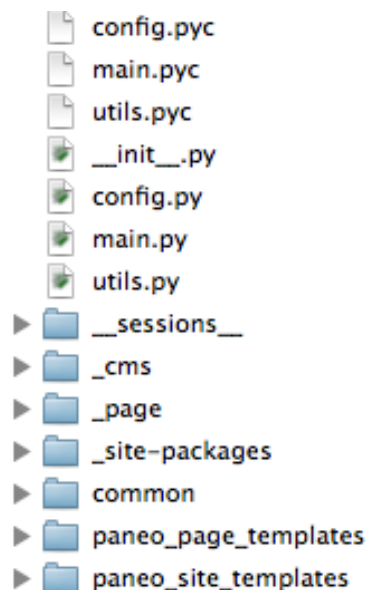 config.pyc
main.pyc
utils.pyc
__init__.py
config.py
main.py
utils.py
__sessions__
_cms
_page
_site-packages
common
paneo_page_templates
paneo_site_templates